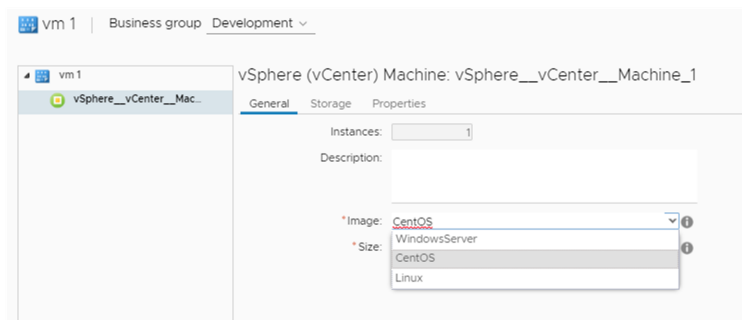 vm 1 Business group Development
vm 1
vSphere__vCenter__Mac...
vSphere (vCenter) Machine: vSphere__vCenter__Machine_1
General Storage Properties
Instances: 1
Description:
*Image: CentOS
*Size:
WindowsServer
CentOS
Linux